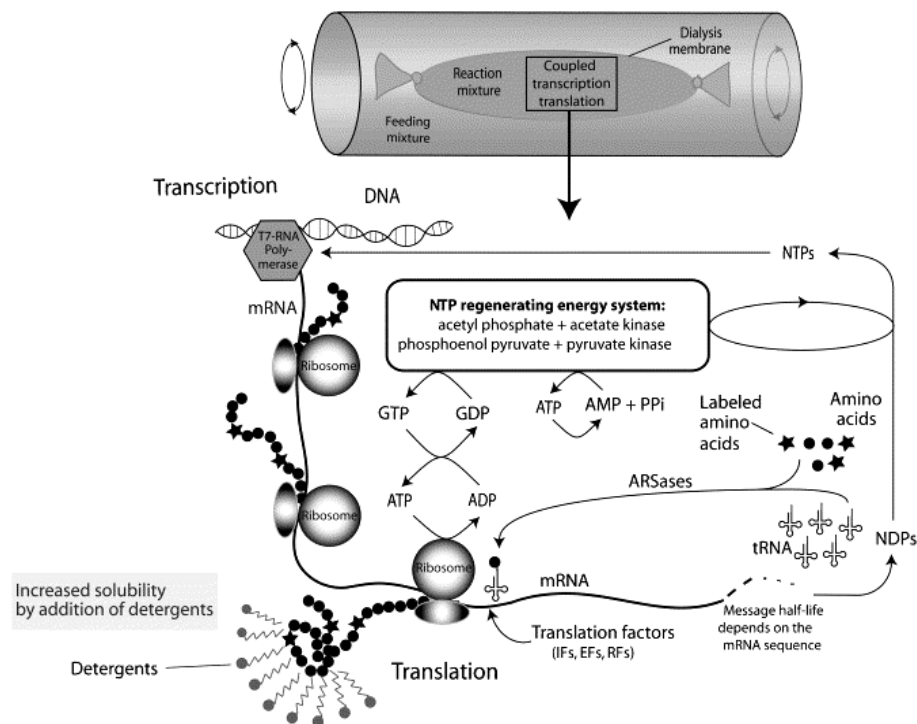 Dialysis
membrane
Reaction
mixture
Coupled
transcription
translation
Feeding
mixture
Transcription
DNA
T7-RNA
Poly-
merase
NTPs
mRNA
NTP regenerating energy system:
acetyl phosphate + acetate kinase
phosphoenol pyruvate + pyruvate kinase
Ribosome
GTP
GDP
ATP
AMP + PPi
Labeled
amino
acids
Amino
acids
ATP
ADP
ARSases
Ribosome
Ribosome
tRNA
NDPs
mRNA
Increased solubility
by addition of detergents
Message half-life
depends on the
mRNA sequence
Translation factors
(IFs, EFs, RFs)
Detergents
Translation